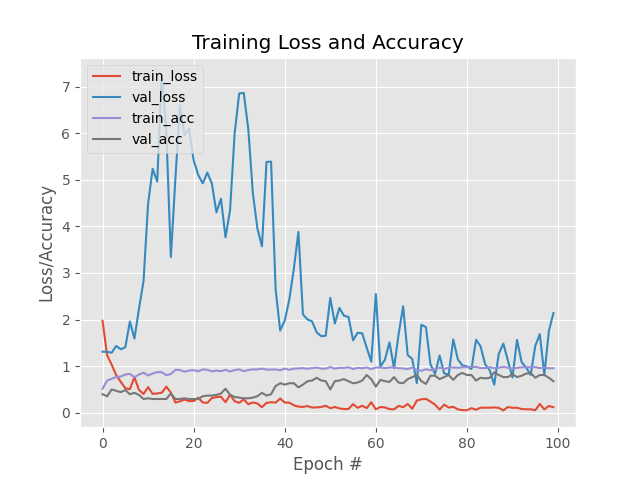 Training Loss and Accuracy
train_loss
val_loss
train_acc
val_acc
7
6
5
4
3
2
1
0
Loss/Accuracy
0 20 40 60 80 100
Epoch #